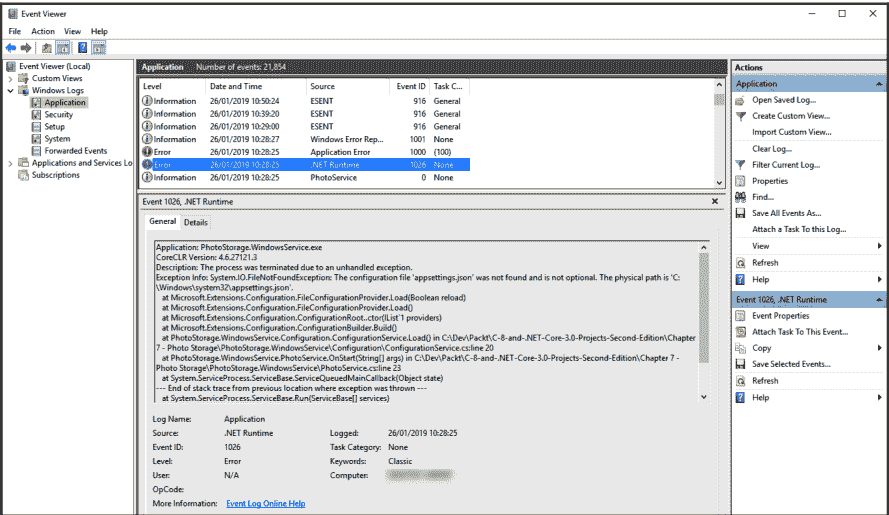 Event Viewer
File Action View Help
Event Viewer (Local)
Custom Views
Windows Logs
Application
Security
Setup
System
Forwarded Events
Applications and Services Lo
Subscriptions
Application Number of events: 21,854
Level Date and Time Source Event ID Task C...
Information 26/01/2019 10:50:24 ESENT 916 General
Information 26/01/2019 10:39:20 ESENT 916 General
Information 26/01/2019 10:29:00 ESENT 916 General
Information 26/01/2019 10:28:27 Windows Error Rep... 1001 None
Error 26/01/2019 10:28:25 Application Error 1000 (100)
Error 26/01/2019 10:28:25 .NET Runtime 1026 None
Information 26/01/2019 10:28:25 PhotoService 0 None
Event 1026, .NET Runtime
General Details
Application: PhotoStorage.WindowsService.exe
CoreCLR Version: 4.6.27121.3
Description: The process was terminated due to an unhandled exception.
Exception Info: System.IO.FileNotFoundException: The configuration file 'appsettings.json' was not found and is not optional. The physical path is 'C:
\Windows\system32\appsettings.json'.
at Microsoft.Extensions.Configuration.FileConfigurationProvider.Load(Boolean reload)
at Microsoft.Extensions.Configuration.FileConfigurationProvider.Load()
at Microsoft.Extensions.Configuration.ConfigurationRoot..ctor(IList`1 providers)
at Microsoft.Extensions.Configuration.ConfigurationBuilder.Build()
at PhotoStorage.WindowsService.Configuration.ConfigurationService.Load() in C:\Dev\Packt\C-8-and-.NET-Core-3.0-Projects-Second-Edition\Chapter
7 - Photo Storage\PhotoStorage.WindowsService\Configuration\ConfigurationService.cs:line 20
at PhotoStorage.WindowsService.PhotoService.OnStart(String[] args) in C:\Dev\Packt\C-8-and-.NET-Core-3.0-Projects-Second-Edition\Chapter 7 -
Photo Storage\PhotoStorage.WindowsService\PhotoService.cs:line 23
at System.ServiceProcess.ServiceBase.ServiceQueuedMainCallback(Object state)
--- End of stack trace from previous location where exception was thrown ---
at System.ServiceProcess.ServiceBase.Run(ServiceBase[] services)
Log Name: Application
Source: .NET Runtime Logged: 26/01/2019 10:28:25
Event ID: 1026 Task Category: None
Level: Error Keywords: Classic
User: N/A Computer:
OpCode:
More Information: Event Log Online Help
Actions
Application
Open Saved Log...
Create Custom View...
Import Custom View...
Clear Log...
Filter Current Log...
Properties
Find...
Save All Events As...
Attach a Task To this Log...
View
Refresh
Help
Event 1026, .NET Runtime
Event Properties
Attach Task To This Event...
Copy
Save Selected Events...
Refresh
Help